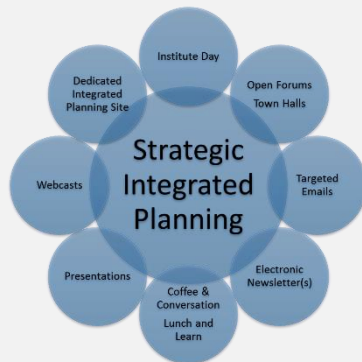 Institute Day
Open Forums
Town Halls
Targeted
Emails
Electronic
Newsletter(s)
Coffee &
Conversation
Lunch and
Learn
Presentations
Webcasts
Dedicated
Integrated
Planning Site
Strategic
Integrated
Planning